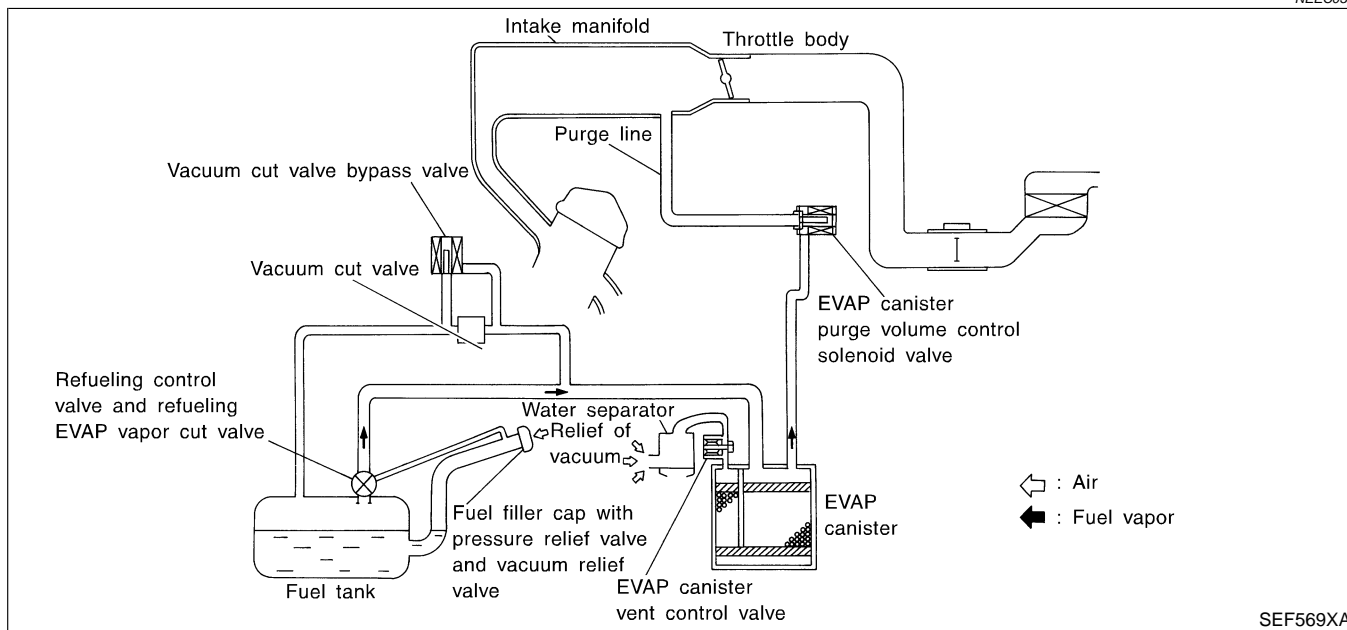 Intake manifold
Throttle body
Purge line
Vacuum cut valve bypass valve
Vacuum cut valve
EVAP canister
purge volume control
solenoid valve
Refueling control
valve and refueling
EVAP vapor cut valve
Water separator
Relief of
vacuum
: Air
: Fuel vapor
EVAP
canister
Fuel filler cap with
pressure relief valve
and vacuum relief
valve
Fuel tank
EVAP canister
vent control valve
SEF569XA